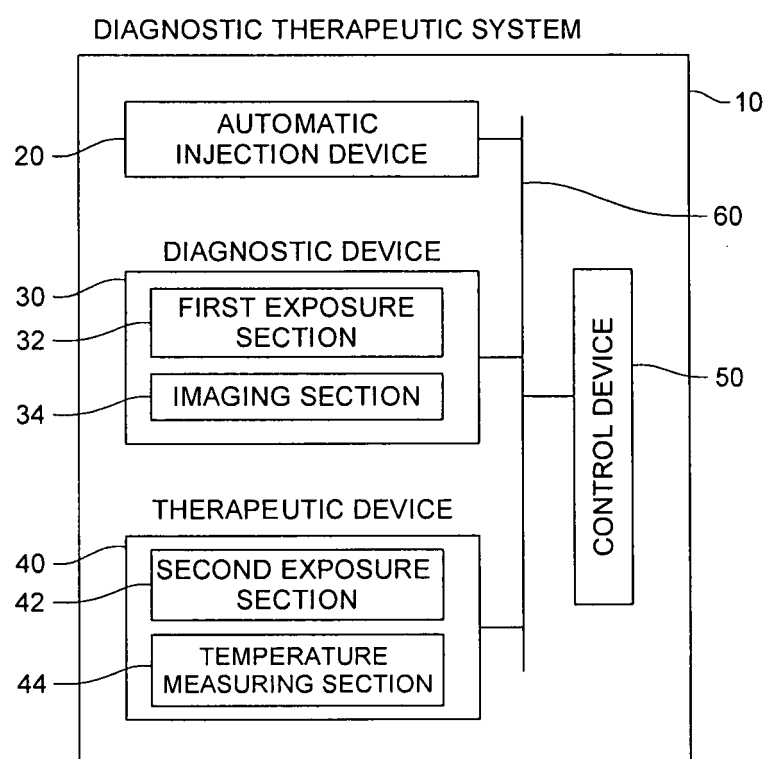 DIAGNOSTIC THERAPEUTIC SYSTEM
10
AUTOMATIC
INJECTION DEVICE
20
60
DIAGNOSTIC DEVICE
30
FIRST EXPOSURE
SECTION
32
IMAGING SECTION
34
CONTROL DEVICE
50
THERAPEUTIC DEVICE
40
SECOND EXPOSURE
SECTION
42
TEMPERATURE
MEASURING SECTION
44